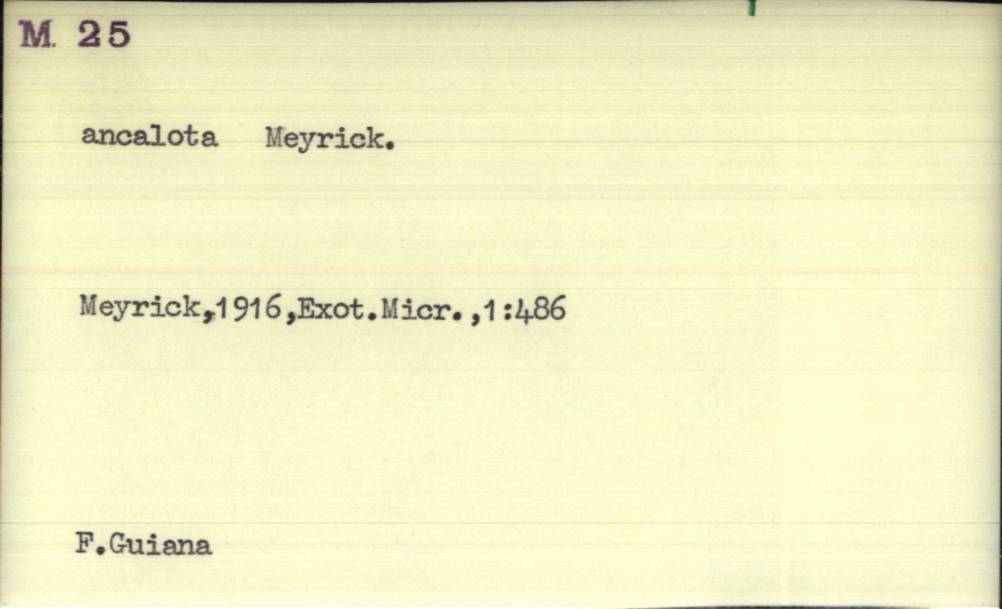 M. 25
ancalota Meyrick.
Meyrick,1916,Exot.Micr.,1:486
F.Guiana